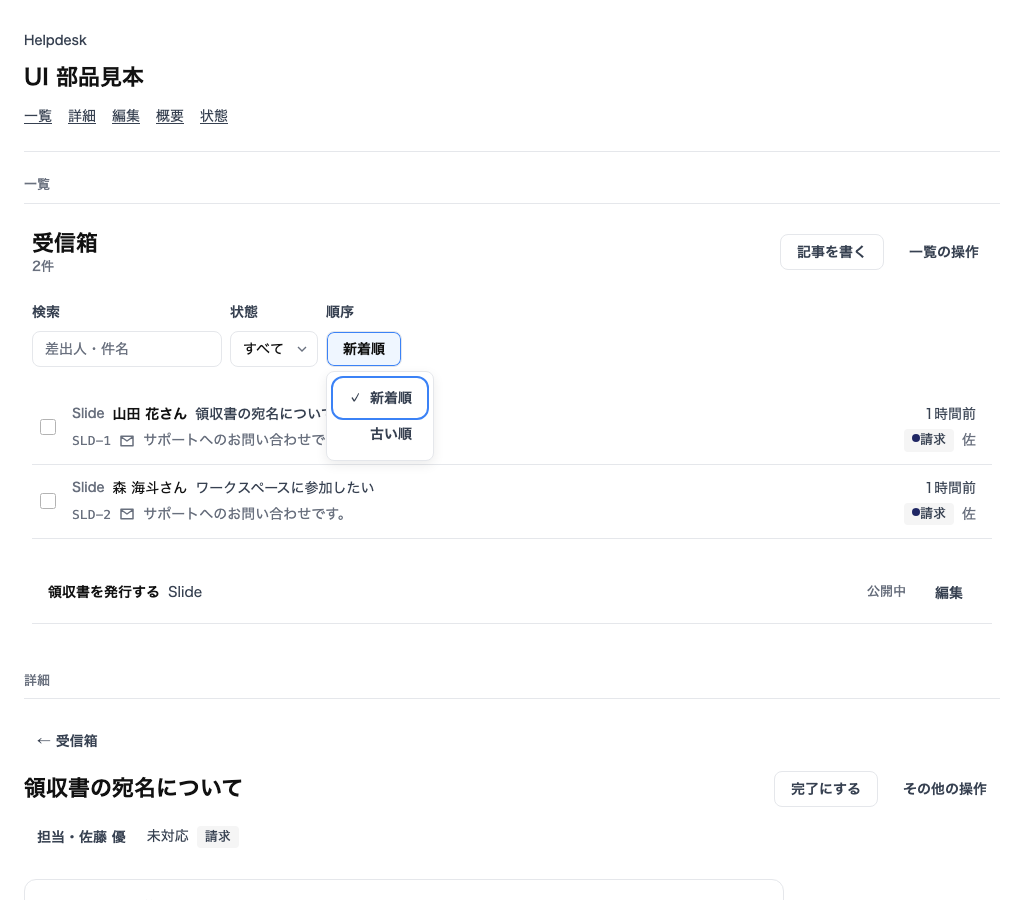 Helpdesk
UI 部品見本
一覧 詳細 編集 概要 状態
一覧
受信箱
2件
記事を書く 一覧の操作
検索 状態 順序
差出人・件名 すべて 新着順
✓ 新着順
古い順
Slide 山田 花さん 領収書の宛名につい 1時間前
SLD-1 サポートへのお問い合わせで 請求 佐
Slide 森 海斗さん ワークスペースに参加したい 1時間前
SLD-2 サポートへのお問い合わせです。 請求 佐
領収書を発行する Slide 公開中 編集
詳細
← 受信箱
領収書の宛名について 完了にする その他の操作
担当・佐藤 優 未対応 請求